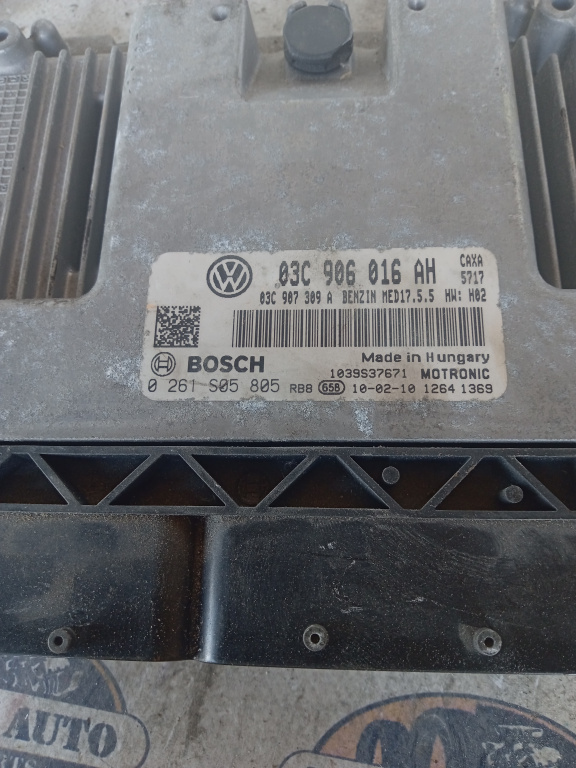 03C 906 016 AH
CAXA
5717
03C 907 309 A BENZIN MED17.5.5 HW: H02
BOSCH
Made in Hungary
1039S37671 MOTRONIC
0 261 S05 805 RB8 658 10-02-10 1264 1369
AUTO